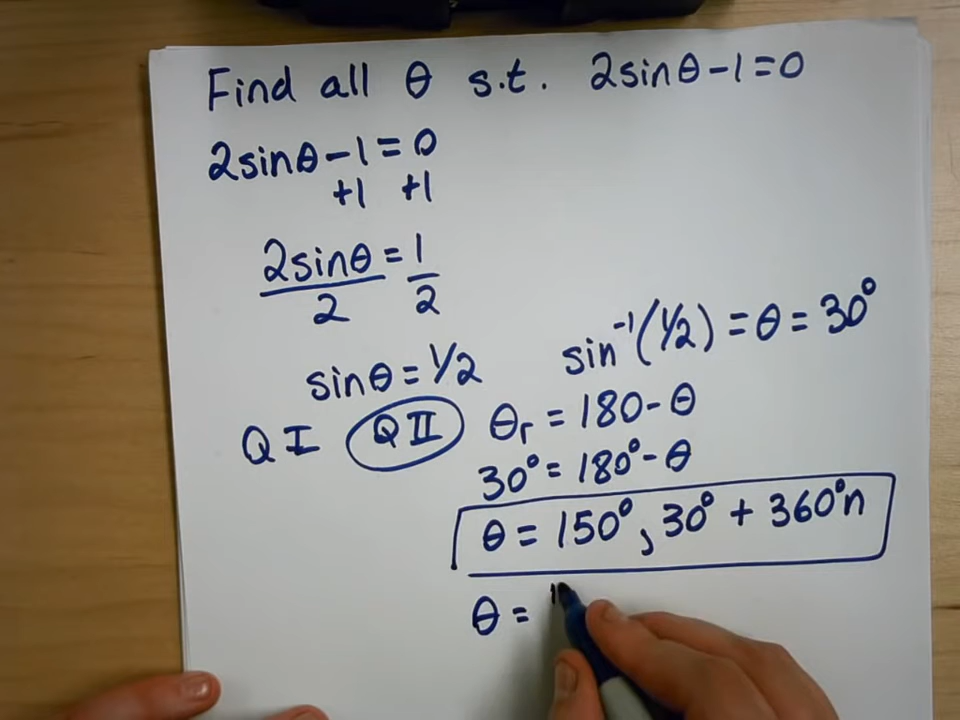 Find all θ s.t. 2sinθ-1=0
2sinθ-1=0
+1 +1
2sinθ/2=1/2
sinθ=1/2
sin⁻¹(1/2)=θ=30°
QI QII
θr=180-θ
30°=180°-θ
θ=150°,30°+360°n
θ=